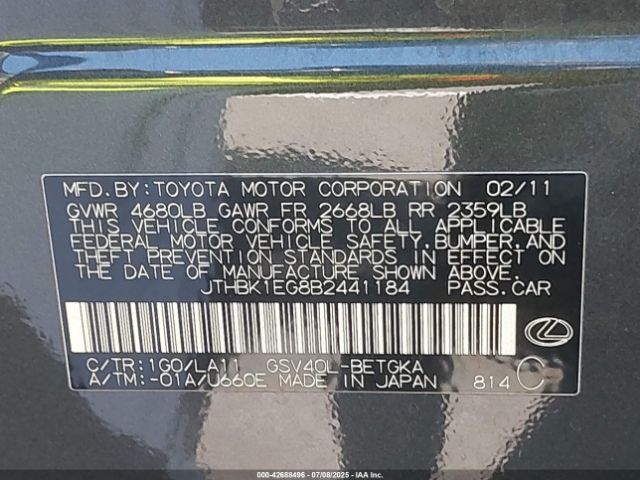 MFD.BY:TOYOTA MOTOR CORPORATION 02/11
GVWR 4680LB GAWR FR 2668LB RR 2359LB
THIS VEHICLE CONFORMS TO ALL APPLICABLE
FEDERAL MOTOR VEHICLE SAFETY,BUMPER,AND
THEFT PREVENTION STANDARDS IN EFFECT ON
THE DATE OF MANUFACTURE SHOWN ABOVE.
JTHBK1EG8B2441184 PASS.CAR
C/TR:1G0/LA11 GSV40L-BETGKA
A/TM:-01A/U660E MADE IN JAPAN 814 C
000-42688496 - 07/08/2025 - IAAI.COM